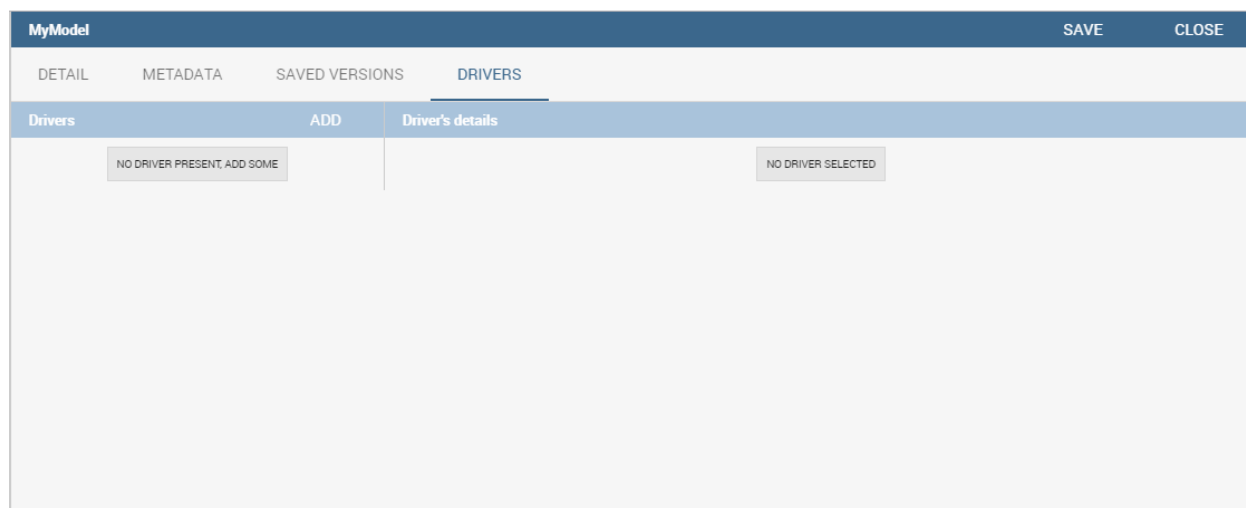 MyModel SAVE CLOSE
DETAIL METADATA SAVED VERSIONS DRIVERS
Drivers ADD Driver's details
NO DRIVER PRESENT, ADD SOME NO DRIVER SELECTED